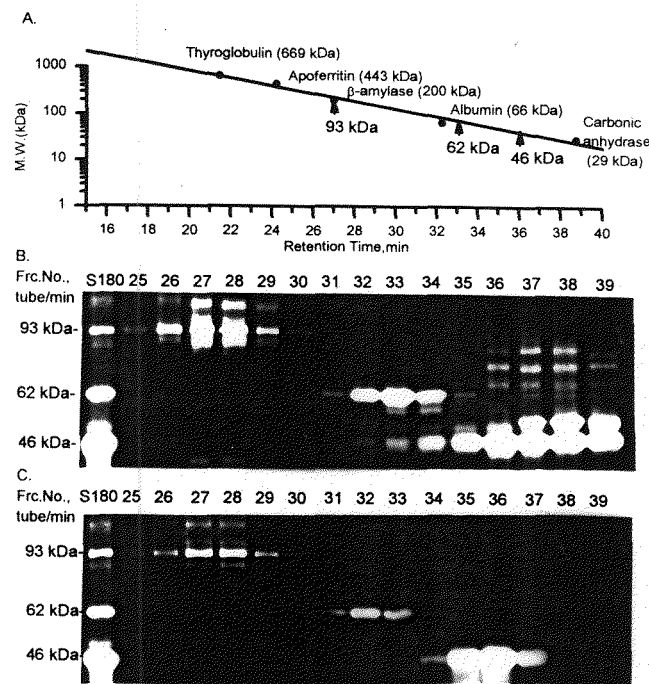 A.
Thyroglobulin (669 kDa)
Apoferritin (443 kDa)
β-amylase (200 kDa)
Albumin (66 kDa)
Carbonic
anhydrase
(29 kDa)
93 kDa
62 kDa
46 kDa
M.W.(kDa)
1000
100
10
1
16 18 20 22 24 26 28 30 32 34 36 38 40
Retention Time,min
B.
Frc.No., S180 25 26 27 28 29 30 31 32 33 34 35 36 37 38 39
tube/min
93 kDa-
62 kDa-
46 kDa-
C.
Frc.No., S180 25 26 27 28 29 30 31 32 33 34 35 36 37 38 39
tube/min
93 kDa-
62 kDa-
46 kDa